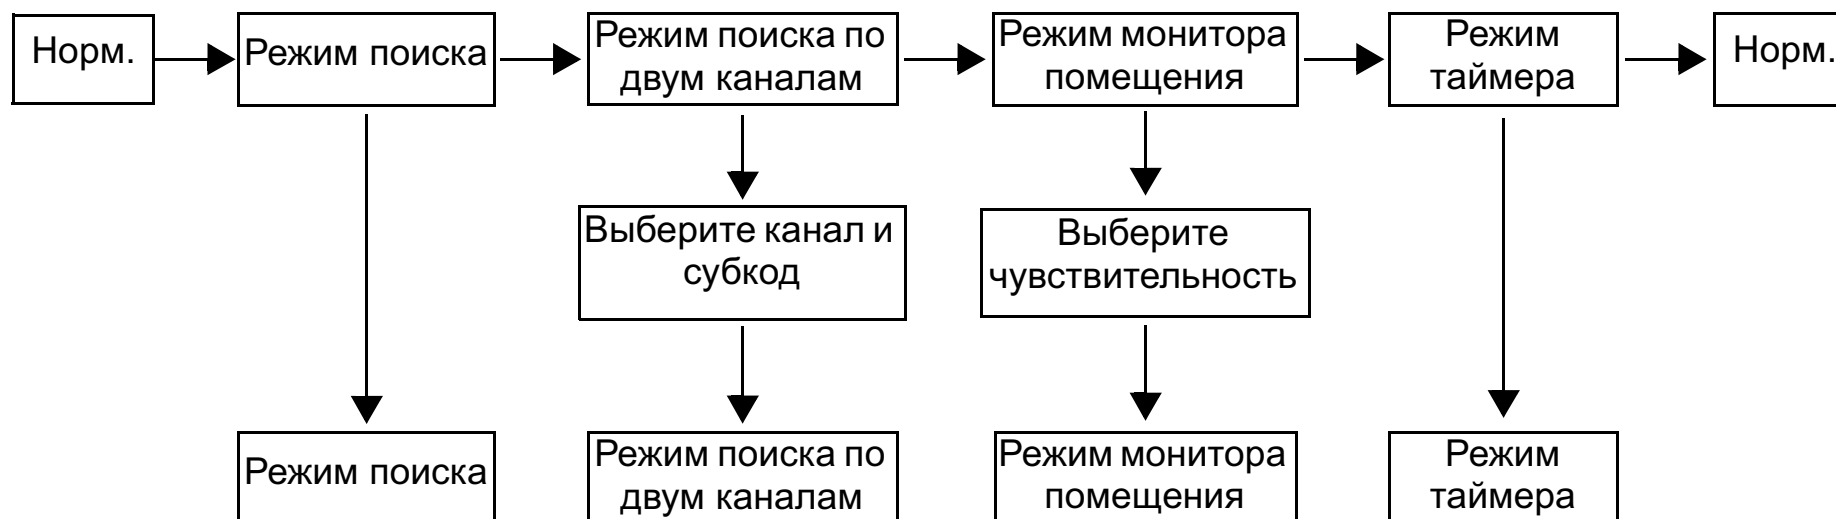 Норм.
Режим поиска
Режим поиска по
двум каналам
Режим монитора
помещения
Режим
таймера
Норм.
Выберите канал и
субкод
Выберите
чувствительность
Режим поиска
Режим поиска по
двум каналам
Режим монитора
помещения
Режим
таймера